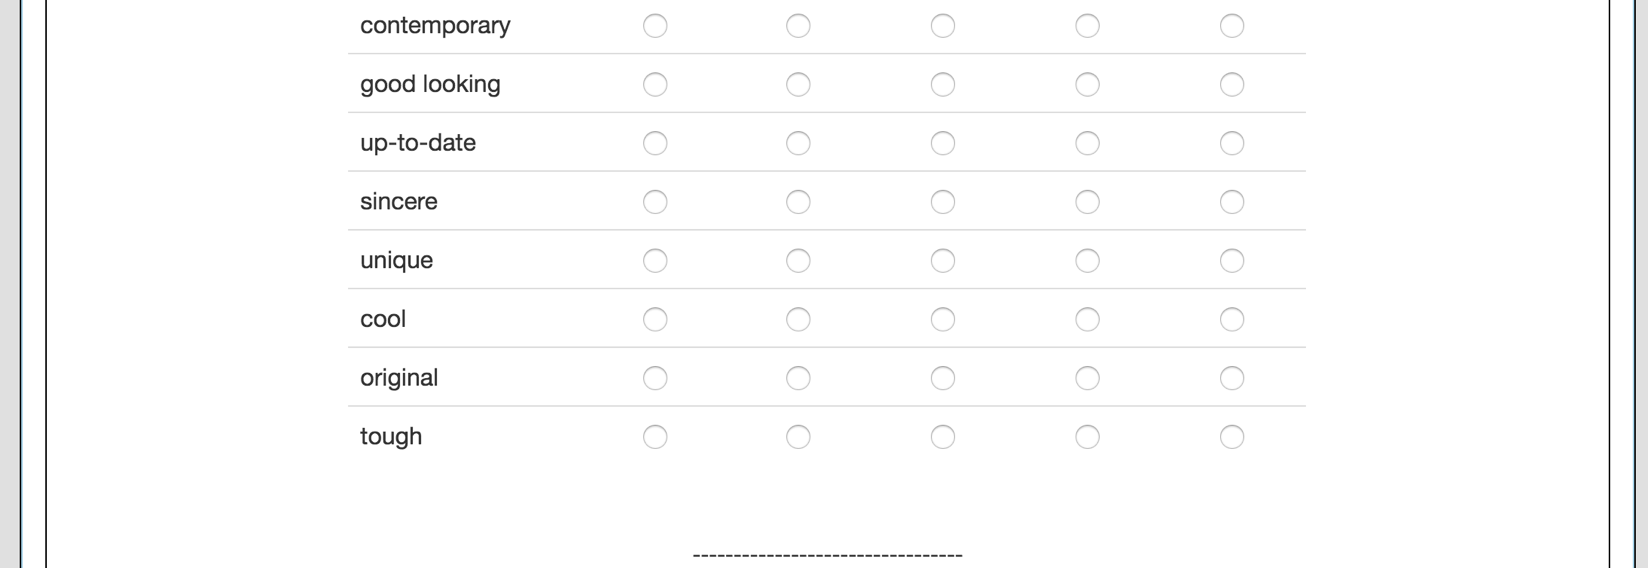 contemporary
good looking
up-to-date
sincere
unique
cool
original
tough
---------------------------------